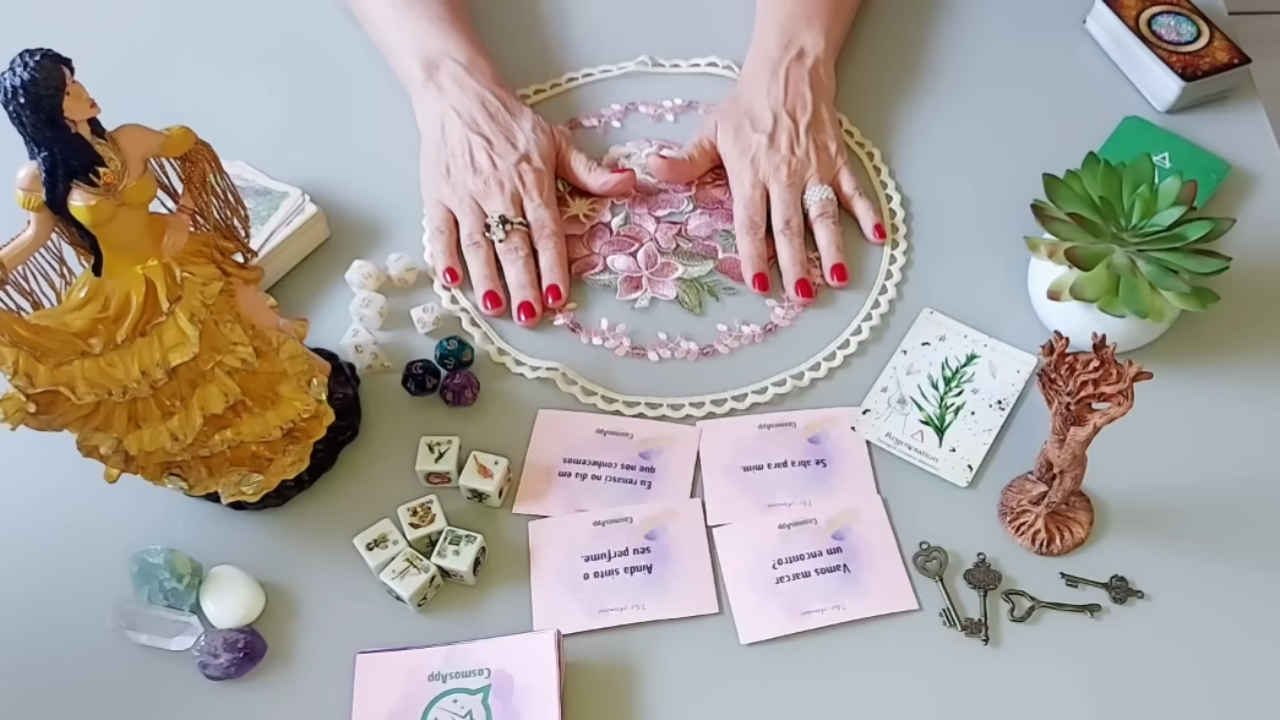 Eu renasci no dia em
que nos conhecemos.
CosmosApp
Se abra para mim.
CosmosApp
Regeneration
Ainda sinto o
seu perfume.
CosmosApp
Vamos marcar
um encontro?
CosmosApp
CosmosApp